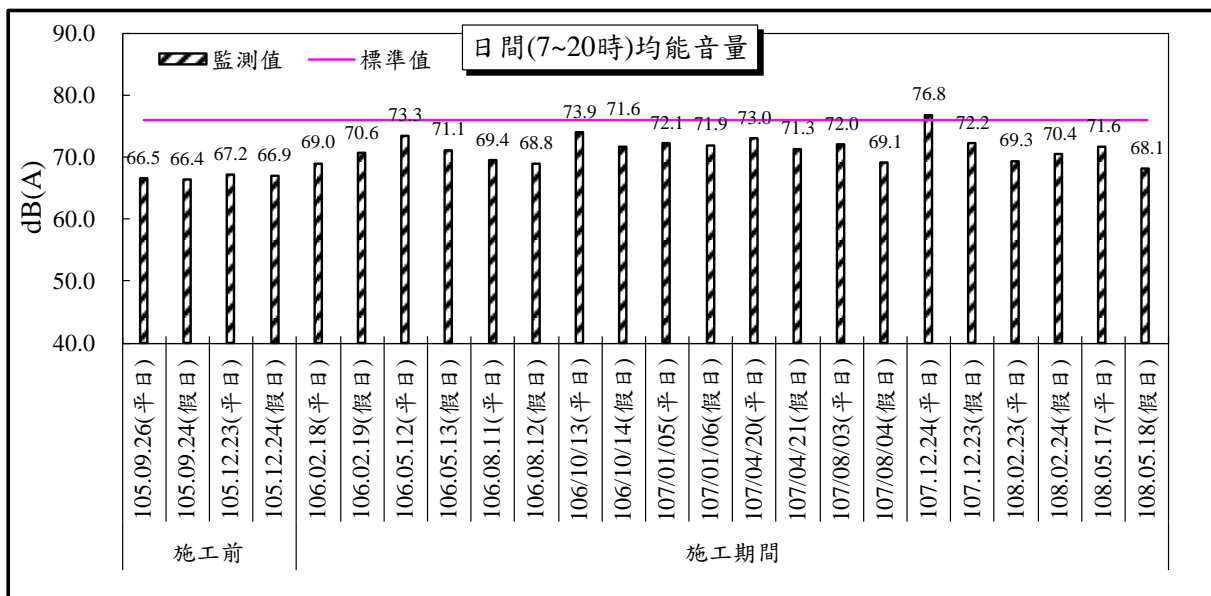 日間(7~20時)均能音量
監測值
標準值
dB(A)
90.0
80.0
70.0
60.0
50.0
40.0
66.5
66.4
67.2
66.9
69.0
70.6
73.3
71.1
69.4
68.8
73.9
71.6
72.1
71.9
73.0
71.3
72.0
69.1
76.8
72.2
69.3
70.4
71.6
68.1
105.09.26(平日)
105.09.24(假日)
105.12.23(平日)
105.12.24(假日)
106.02.18(平日)
106.02.19(假日)
106.05.12(平日)
106.05.13(假日)
106.08.11(平日)
106.08.12(假日)
106/10/13(平日)
106/10/14(假日)
107/01/05(平日)
107/01/06(假日)
107/04/20(平日)
107/04/21(假日)
107/08/03(平日)
107/08/04(假日)
107.12.24(平日)
107.12.23(假日)
108.02.23(平日)
108.02.24(假日)
108.05.17(平日)
108.05.18(假日)
施工前
施工期間